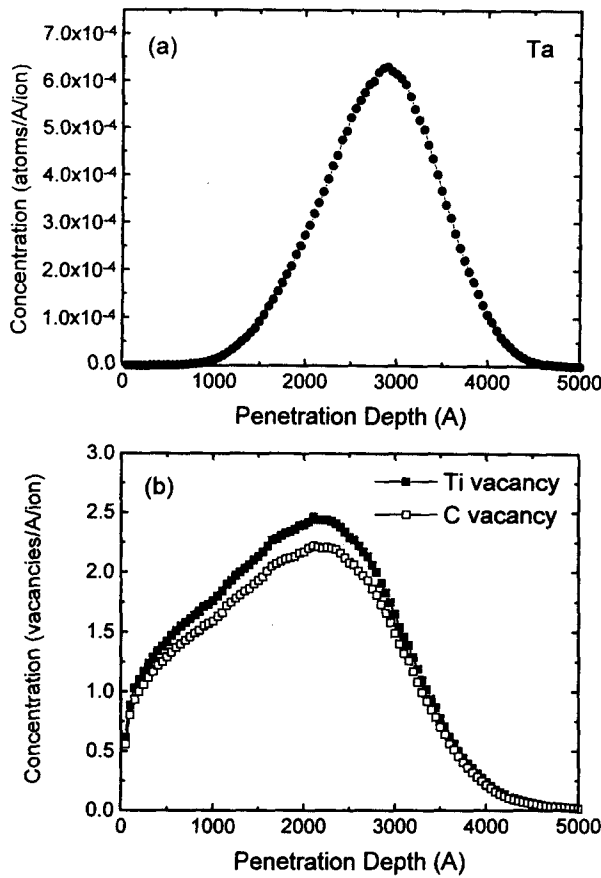 7.0x10⁻⁴
(a)
Ta
6.0x10⁻⁴
5.0x10⁻⁴
4.0x10⁻⁴
3.0x10⁻⁴
2.0x10⁻⁴
1.0x10⁻⁴
0.0
Concentration (atoms/A/ion)
0 1000 2000 3000 4000 5000
Penetration Depth (A)
3.0
(b)
Ti vacancy
C vacancy
2.5
2.0
1.5
1.0
0.5
0.0
Concentration (vacancies/A/ion)
0 1000 2000 3000 4000 5000
Penetration Depth (A)